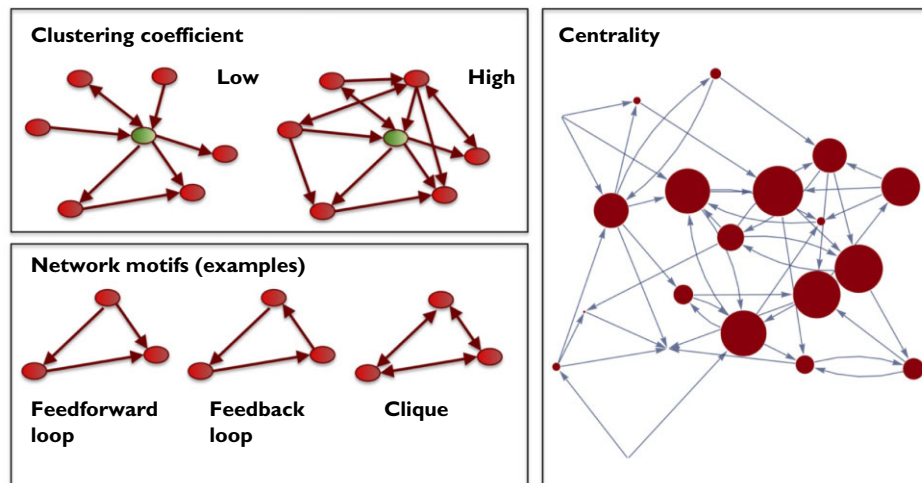 Clustering coefficient
Low
High
Network motifs (examples)
Feedforward
loop
Feedback
loop
Clique
Centrality